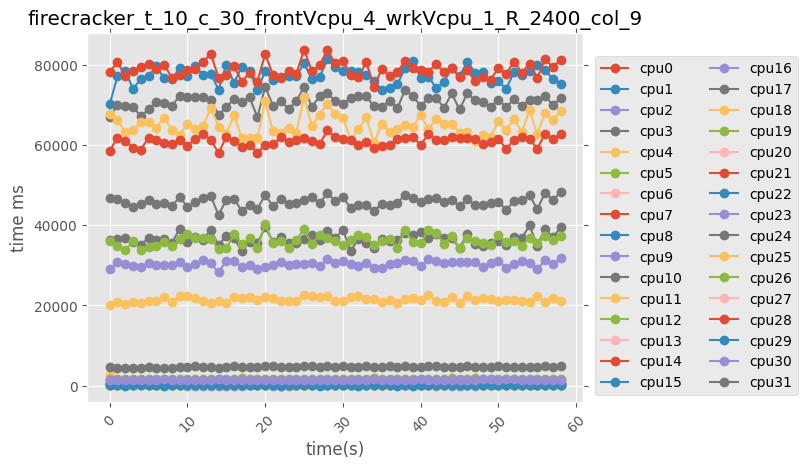 firecracker_t_10_c_30_frontVcpu_4_wrkVcpu_1_R_2400_col_9
80000
60000
40000
20000
0
time ms
0
10
20
30
40
50
60
time(s)
cpu0
cpu1
cpu2
cpu3
cpu4
cpu5
cpu6
cpu7
cpu8
cpu9
cpu10
cpu11
cpu12
cpu13
cpu14
cpu15
cpu16
cpu17
cpu18
cpu19
cpu20
cpu21
cpu22
cpu23
cpu24
cpu25
cpu26
cpu27
cpu28
cpu29
cpu30
cpu31